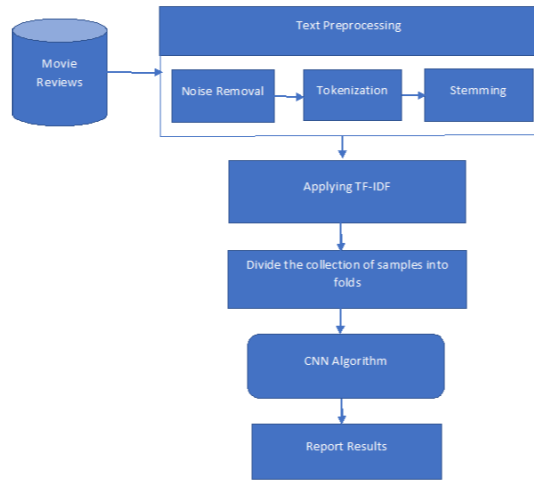 Text Preprocessing
Movie
Reviews
Noise Removal
Tokenization
Stemming
Applying TF-IDF
Divide the collection of samples into
folds
CNN Algorithm
Report Results